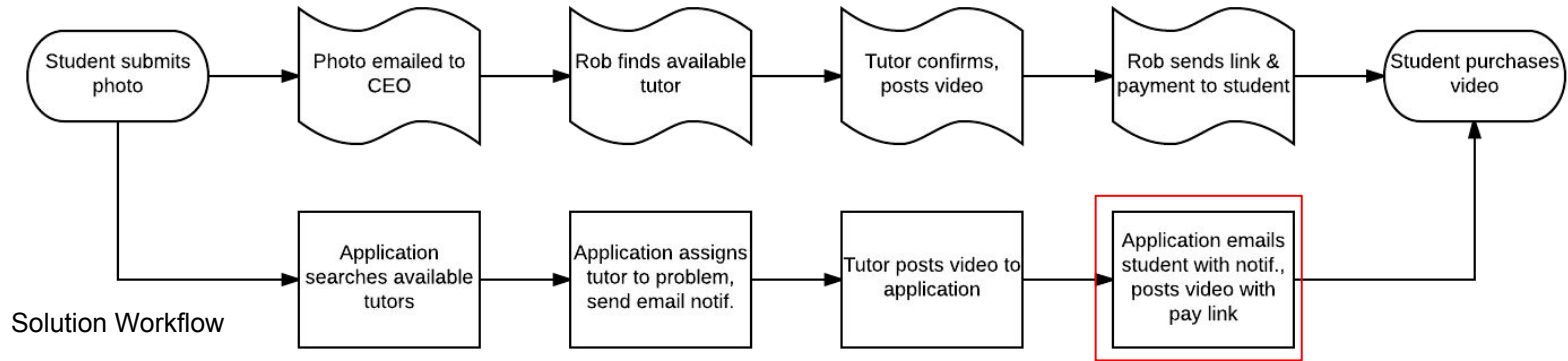 Student submits
photo
Photo emailed to
CEO
Rob finds available
tutor
Tutor confirms,
posts video
Rob sends link &
payment to student
Student purchases
video
Application
searches available
tutors
Application assigns
tutor to problem,
send email notif.
Tutor posts video to
application
Application emails
student with notif.,
posts video with
pay link
Solution Workflow